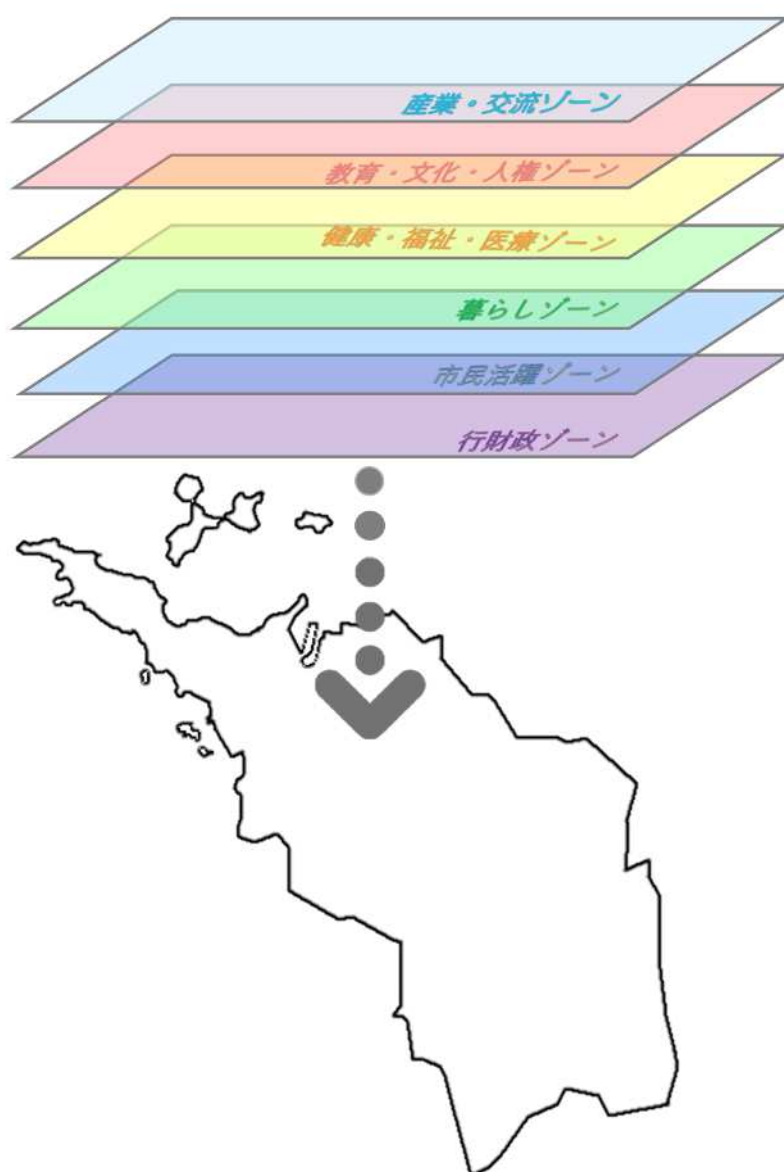 産業・交流ゾーン
教育・文化・人権ゾーン
健康・福祉・医療ゾーン
暮らしゾーン
市民活躍ゾーン
行財政ゾーン